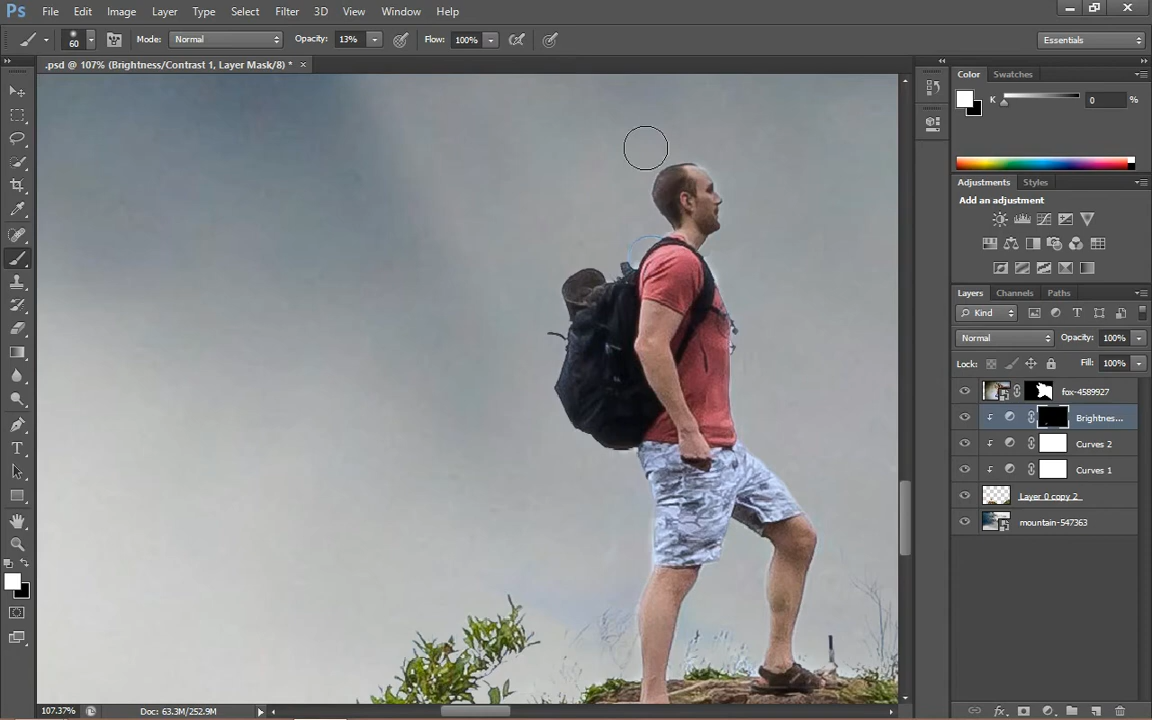 Ps File Edit Image Layer Type Select Filter 3D View Window Help
60 Mode: Normal Opacity: 13% Flow: 100% Essentials
.psd @ 107% (Brightness/Contrast 1, Layer Mask/8) * ×
Color Swatches
K 0 %
Adjustments Styles
Add an adjustment
Layers Channels Paths
Kind T
Normal Opacity: 100%
Lock: Fill: 100%
fox-4589927
Brightnes...
Curves 2
Curves 1
Layer 0 copy 2
mountain-547363
T
107.37% Doc: 63.3M/252.9M
fx